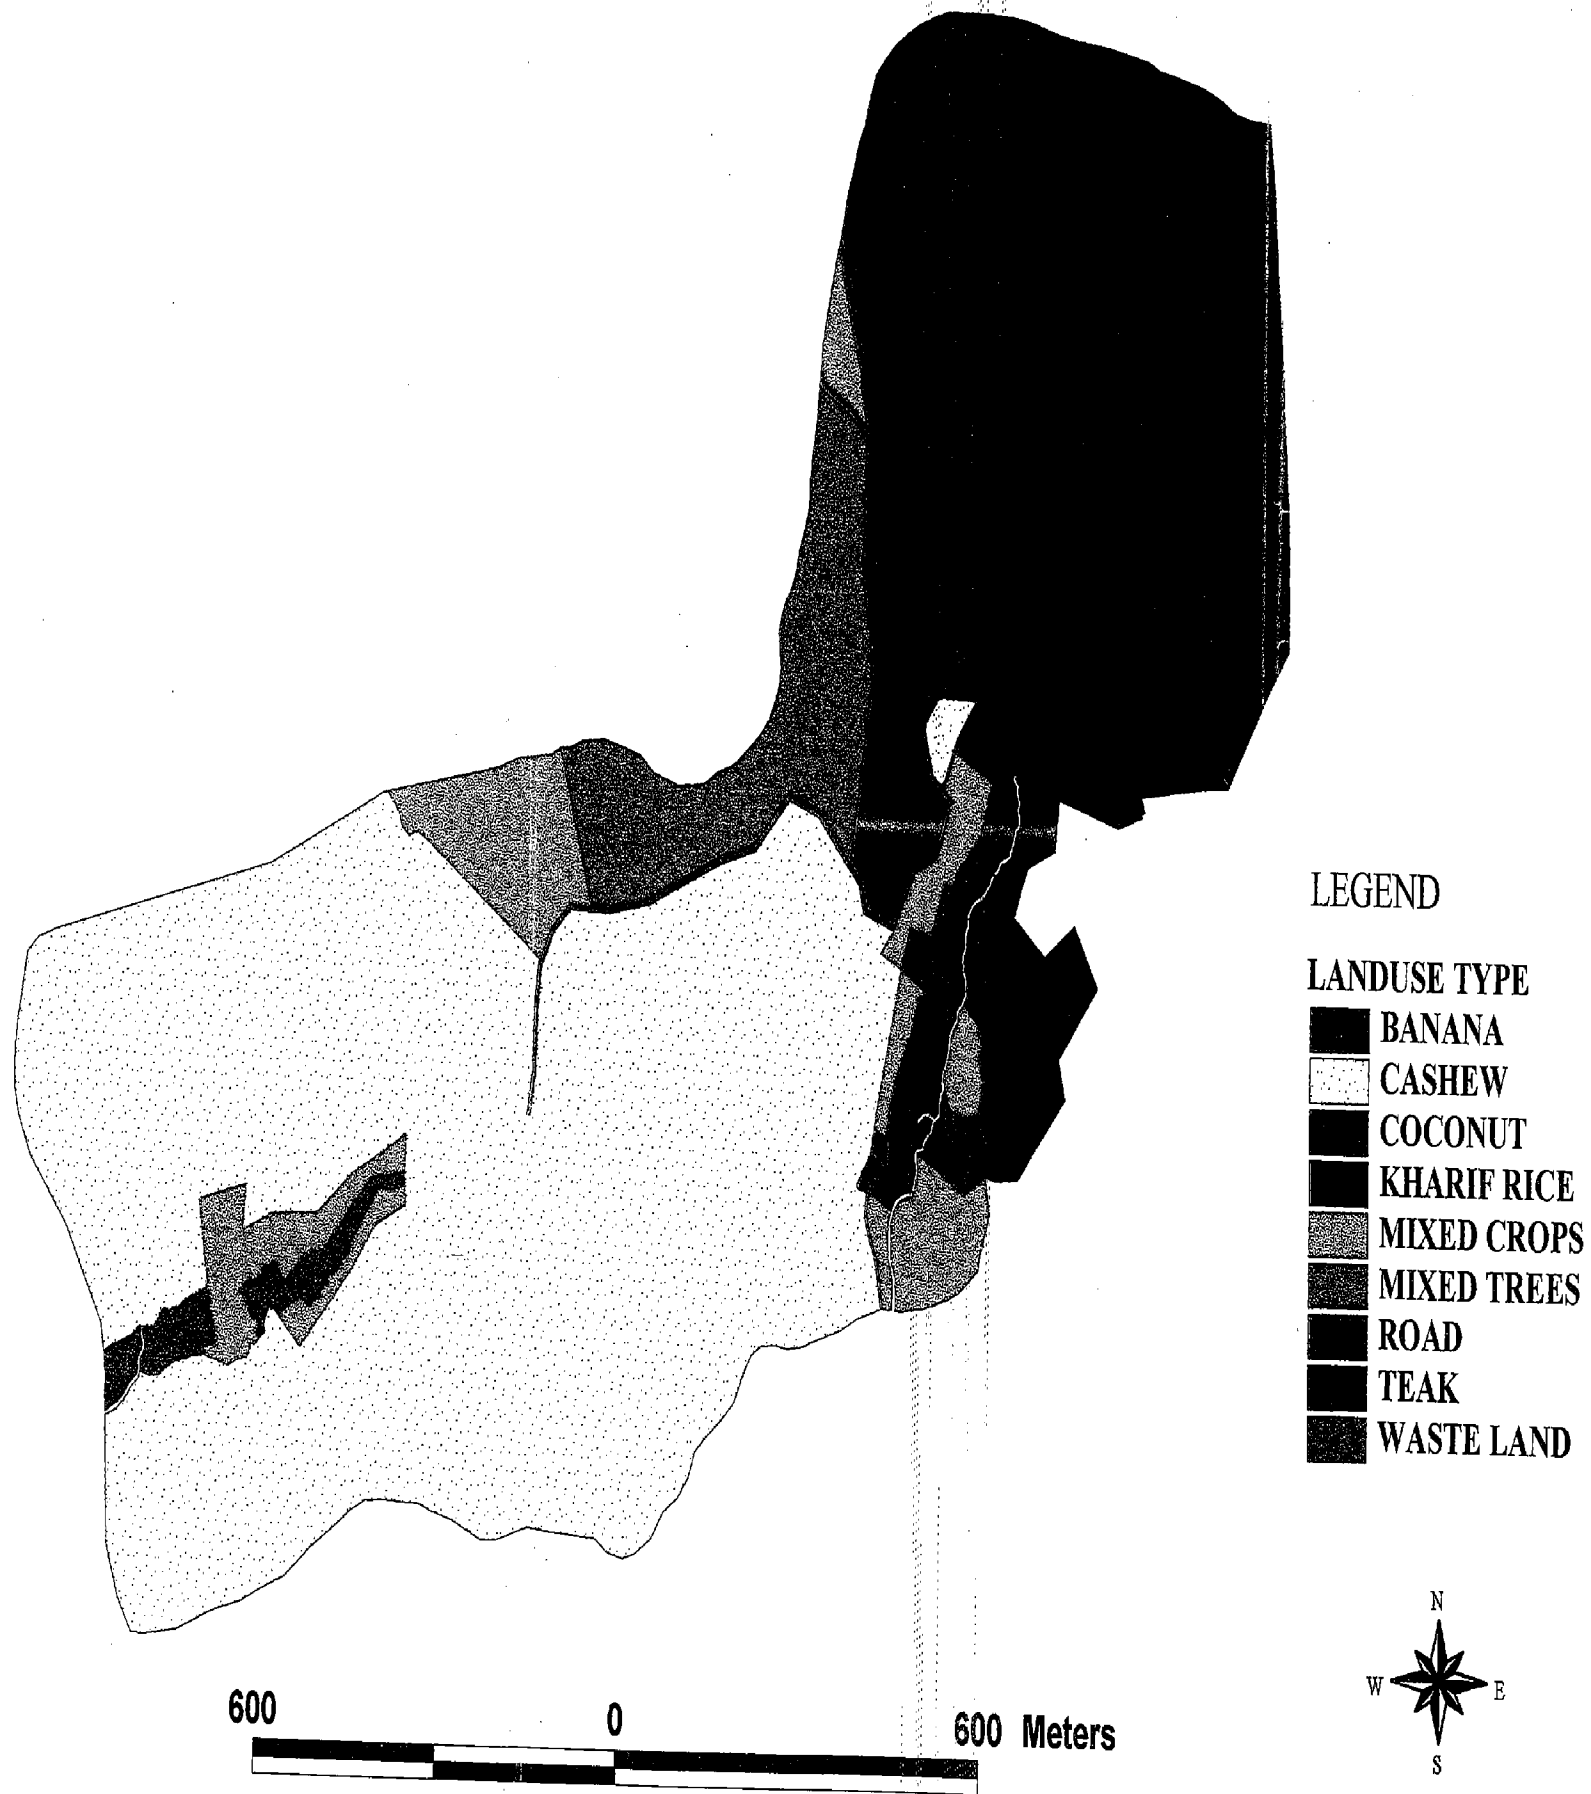 LEGEND
LANDUSE TYPE
BANANA
CASHEW
COCONUT
KHARIF RICE
MIXED CROPS
MIXED TREES
ROAD
TEAK
WASTE LAND
N
W E
S
600 0 600 Meters